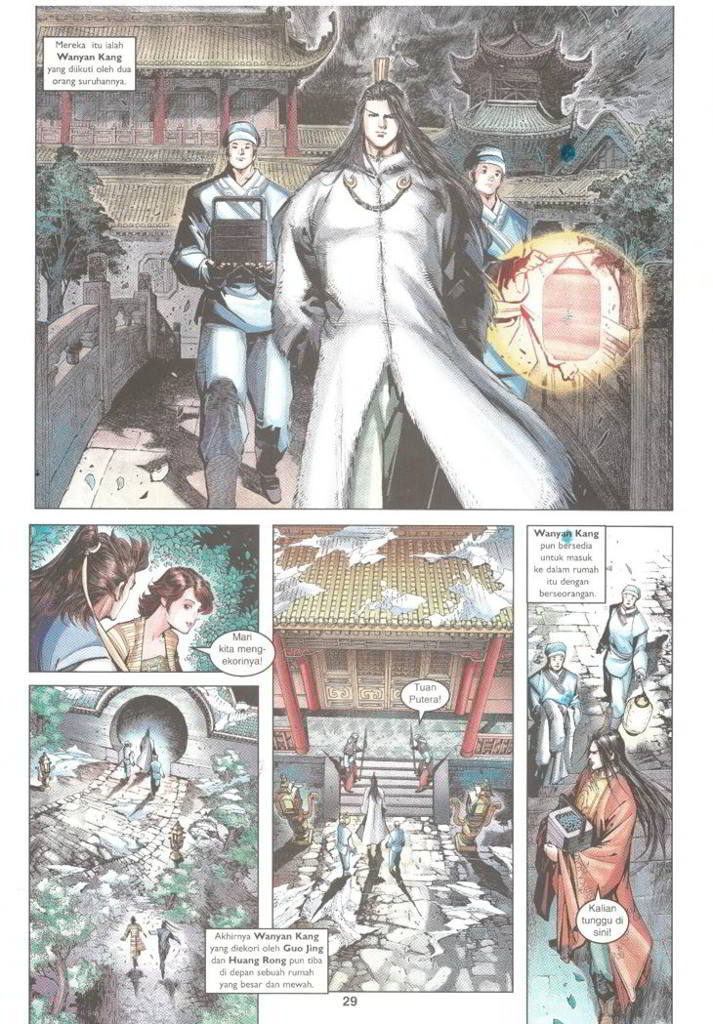 Mereka itu ialah
Wanyan Kang
yang diikuti oleh dua
orang suruhannya.
Mari
kita meng-
ekorinya!
Akhirnya Wanyan Kang
yang diekori oleh Guo Jing
dan Huang Rong pun tiba
di depan sebuah rumah
yang besar dan mewah.
Tuan
Putera!
Wanyan Kang
pun bersedia
untuk masuk
ke dalam rumah
itu dengan
berseorangan.
Kalian
tunggu di
sini!
29